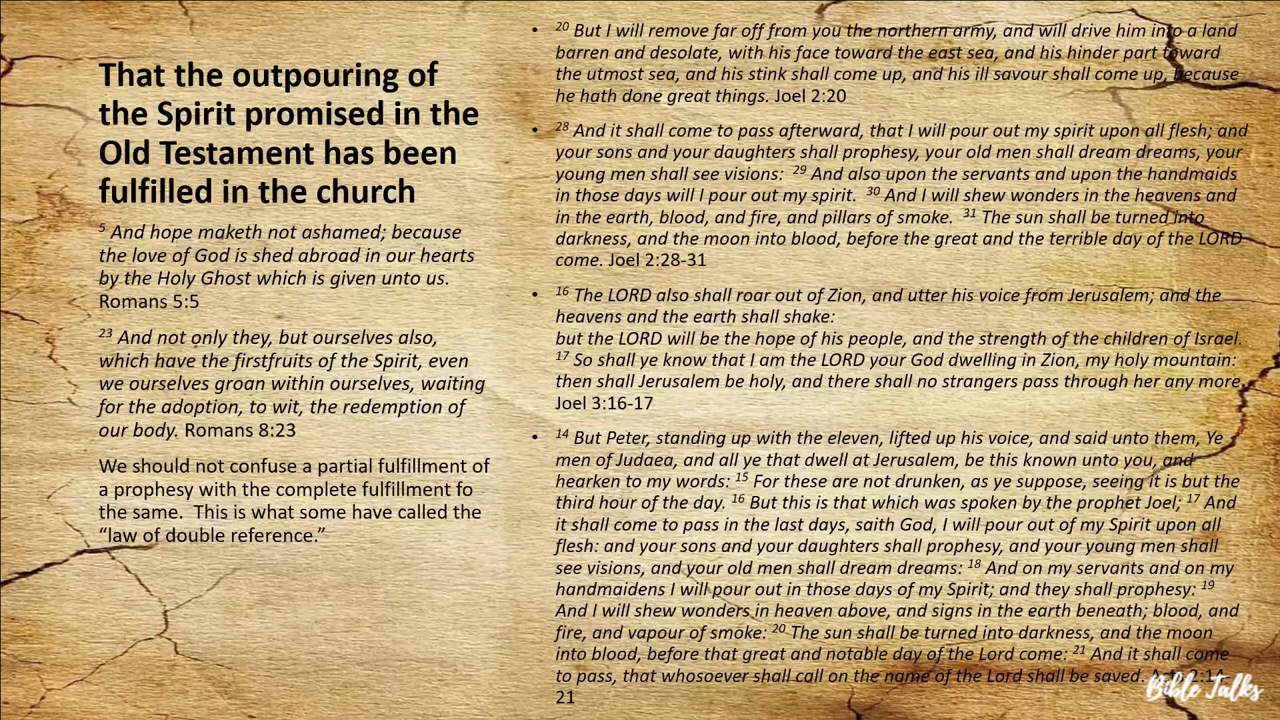 That the outpouring of
the Spirit promised in the
Old Testament has been
fulfilled in the church
5 And hope maketh not ashamed; because
the love of God is shed abroad in our hearts
by the Holy Ghost which is given unto us.
Romans 5:5
23 And not only they, but ourselves also,
which have the firstfruits of the Spirit, even
we ourselves groan within ourselves, waiting
for the adoption, to wit, the redemption of
our body. Romans 8:23
We should not confuse a partial fulfillment of
a prophesy with the complete fulfillment fo
the same.  This is what some have called the
“law of double reference.”
• 20 But I will remove far off from you the northern army, and will drive him into a land
barren and desolate, with his face toward the east sea, and his hinder part toward
the utmost sea, and his stink shall come up, and his ill savour shall come up, because
he hath done great things. Joel 2:20
• 28 And it shall come to pass afterward, that I will pour out my spirit upon all flesh; and
your sons and your daughters shall prophesy, your old men shall dream dreams, your
young men shall see visions:  29 And also upon the servants and upon the handmaids
in those days will I pour out my spirit.  30 And I will shew wonders in the heavens and
in the earth, blood, and fire, and pillars of smoke.  31 The sun shall be turned into
darkness, and the moon into blood, before the great and the terrible day of the LORD
come. Joel 2:28-31
• 16 The LORD also shall roar out of Zion, and utter his voice from Jerusalem; and the
heavens and the earth shall shake:
but the LORD will be the hope of his people, and the strength of the children of Israel.
17 So shall ye know that I am the LORD your God dwelling in Zion, my holy mountain:
then shall Jerusalem be holy, and there shall no strangers pass through her any more.
Joel 3:16-17
• 14 But Peter, standing up with the eleven, lifted up his voice, and said unto them, Ye
men of Judaea, and all ye that dwell at Jerusalem, be this known unto you, and
hearken to my words: 15 For these are not drunken, as ye suppose, seeing it is but the
third hour of the day. 16 But this is that which was spoken by the prophet Joel; 17 And
it shall come to pass in the last days, saith God, I will pour out of my Spirit upon all
flesh: and your sons and your daughters shall prophesy, and your young men shall
see visions, and your old men shall dream dreams: 18 And on my servants and on my
handmaidens I will pour out in those days of my Spirit; and they shall prophesy: 19
And I will shew wonders in heaven above, and signs in the earth beneath; blood, and
fire, and vapour of smoke: 20 The sun shall be turned into darkness, and the moon
into blood, before that great and notable day of the Lord come: 21 And it shall come
to pass, that whosoever shall call on the name of the Lord shall be saved.
21
Bible Talks